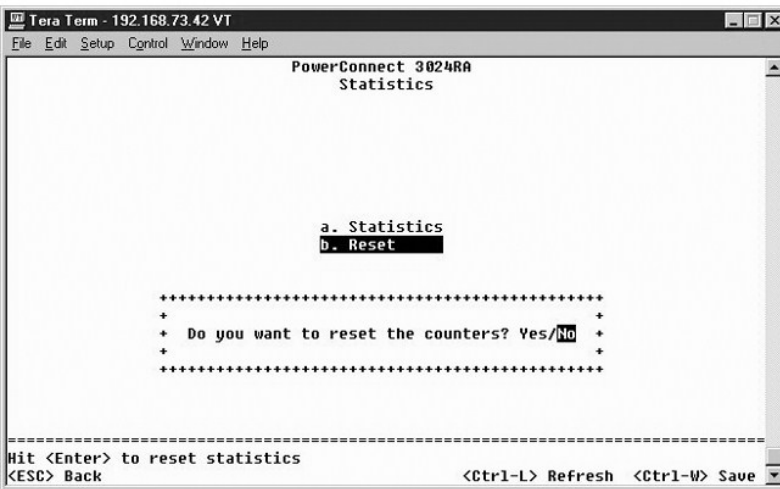 Tera Term - 192.168.73.42 VT
File Edit Setup Control Window Help
PowerConnect 3024RA
Statistics
a. Statistics
b. Reset
+++++++++++++++++++++++++++++++++++++++++++++++
+ +
+ Do you want to reset the counters? Yes/No +
+ +
+++++++++++++++++++++++++++++++++++++++++++++++
================================================================================
Hit <Enter> to reset statistics
<ESC> Back <Ctrl-L> Refresh <Ctrl-W> Save